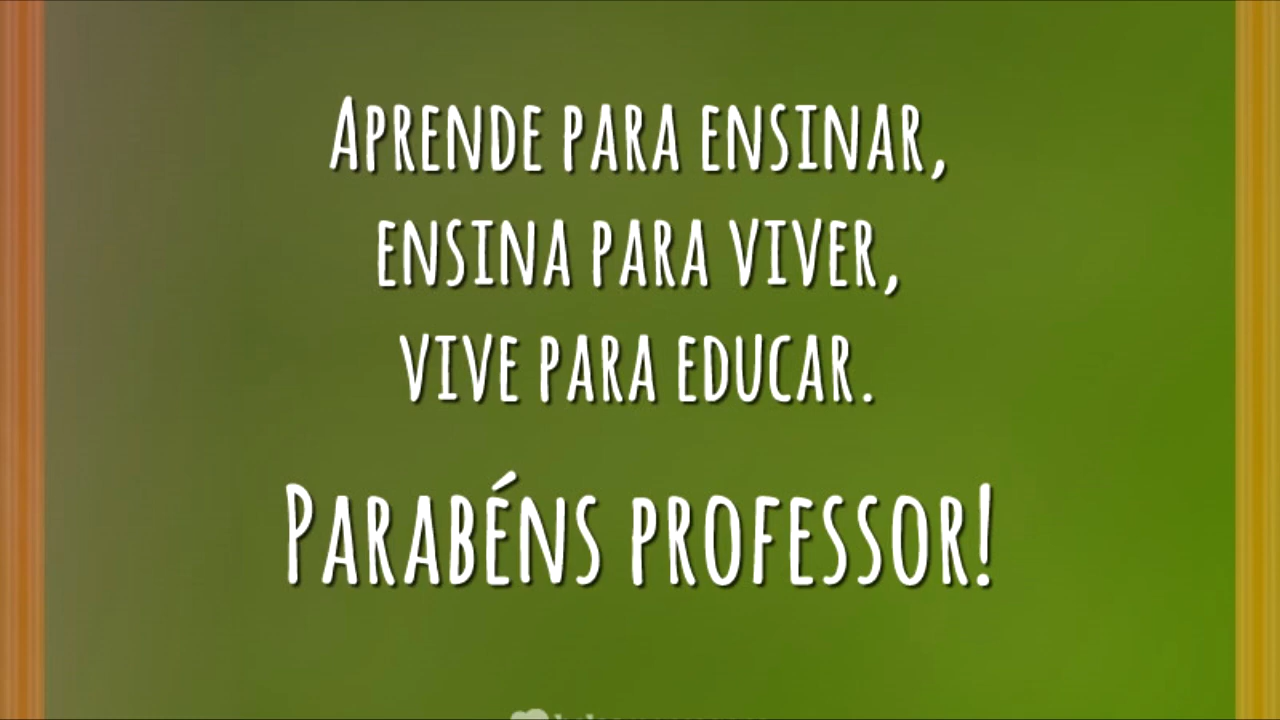 Aprende para ensinar,
ensina para viver,
vive para educar.
Parabéns professor!